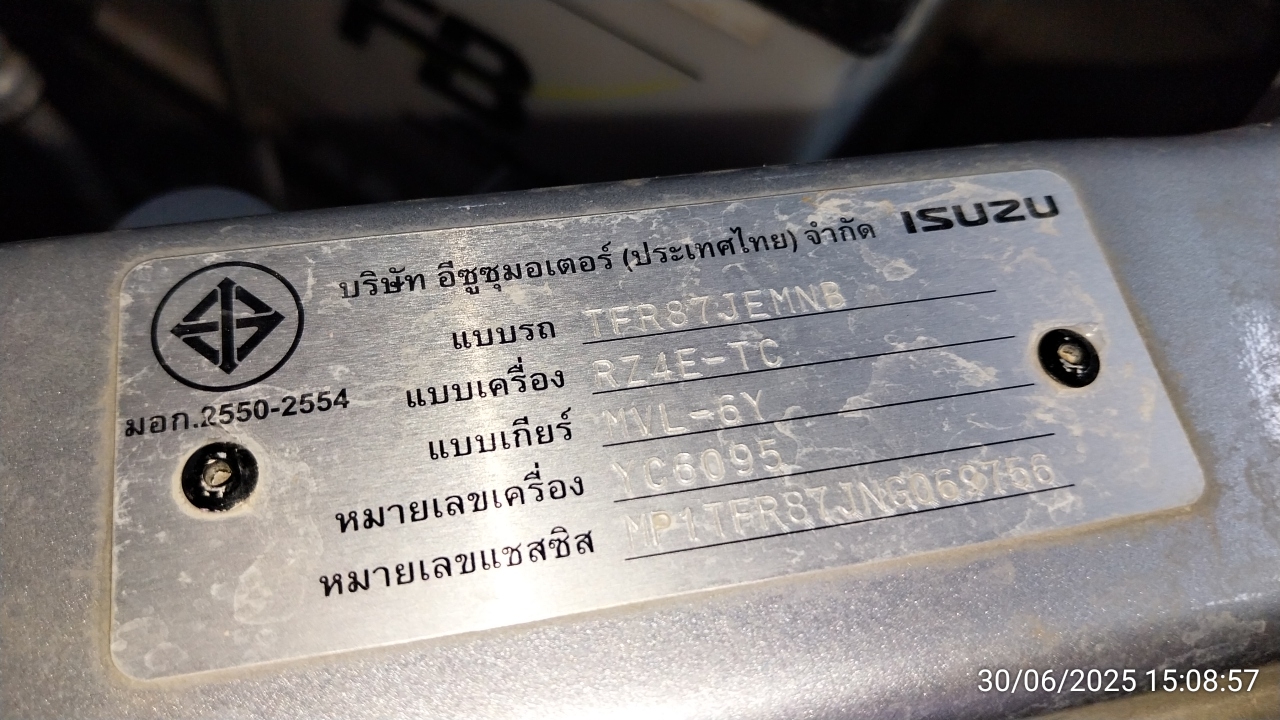 บริษัท อีซูซุมอเตอร์ (ประเทศไทย) จำกัด ISUZU
แบบรถ TFR87JEMNB
แบบเครื่อง RZ4E-TC
มอก.2550-2554
แบบเกียร์ MVL-6Y
หมายเลขเครื่อง YC6095
หมายเลขแชสซิส MP1TFR87JNG069756
30/06/2025 15:08:57